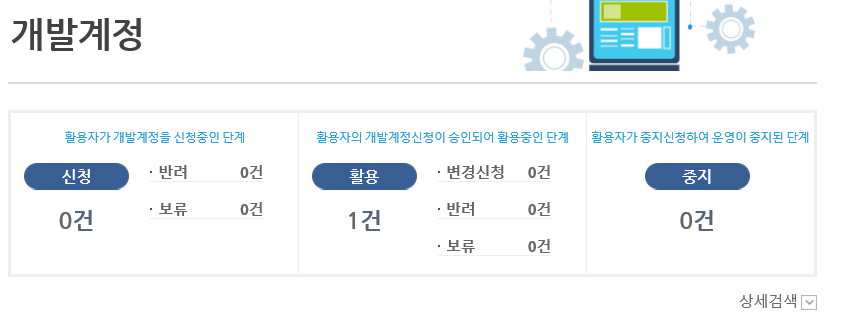 개발계정
활용자가 개발계정을 신청중인 단계
신청
0건
· 반려 0건
· 보류 0건
활용자의 개발계정신청이 승인되어 활용중인 단계
활용
1건
· 변경신청 0건
· 반려 0건
· 보류 0건
활용자가 중지신청하여 운영이 중지된 단계
중지
0건
상세검색